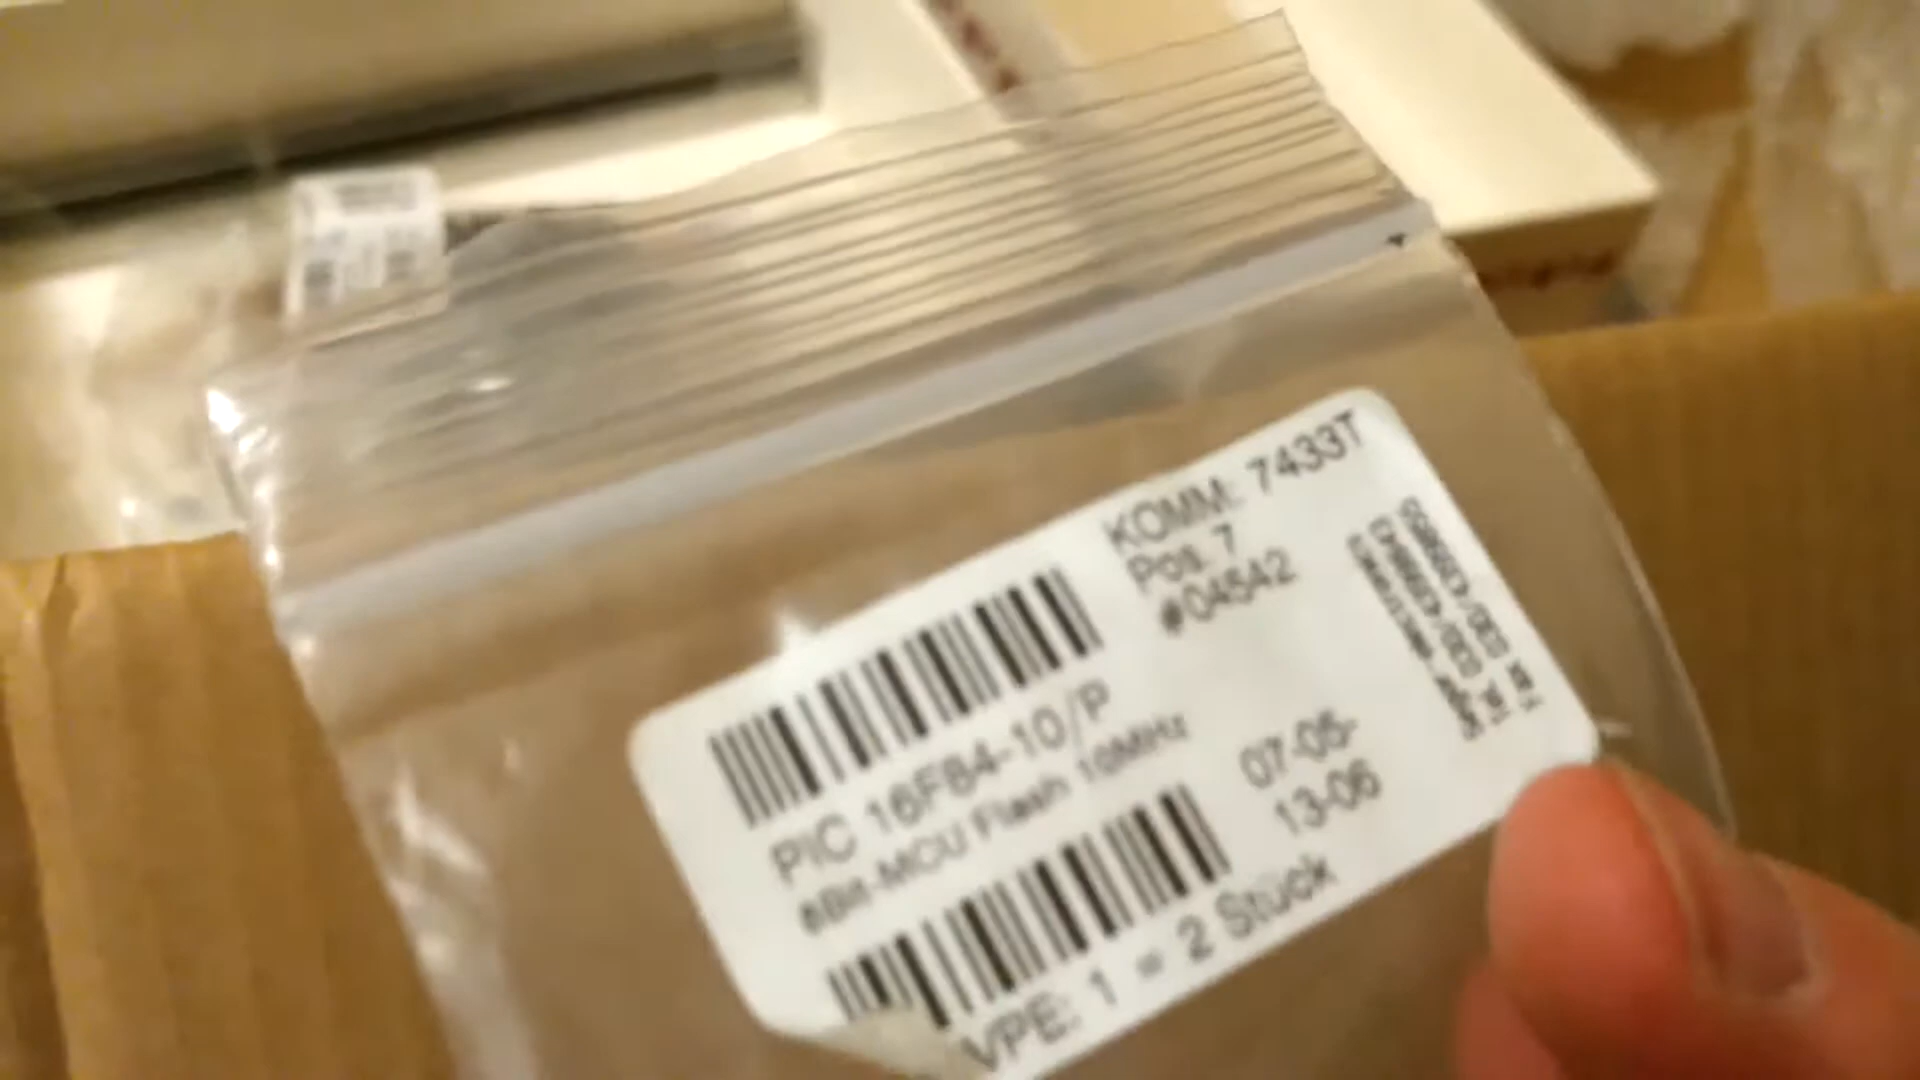 KOMM: 7433T
Pos. 7
#04542
PIC 16F84-10/P
8Bit-MCU Flash 10MHz
07-05-
13-06
VPE: 1 = 2 Stück